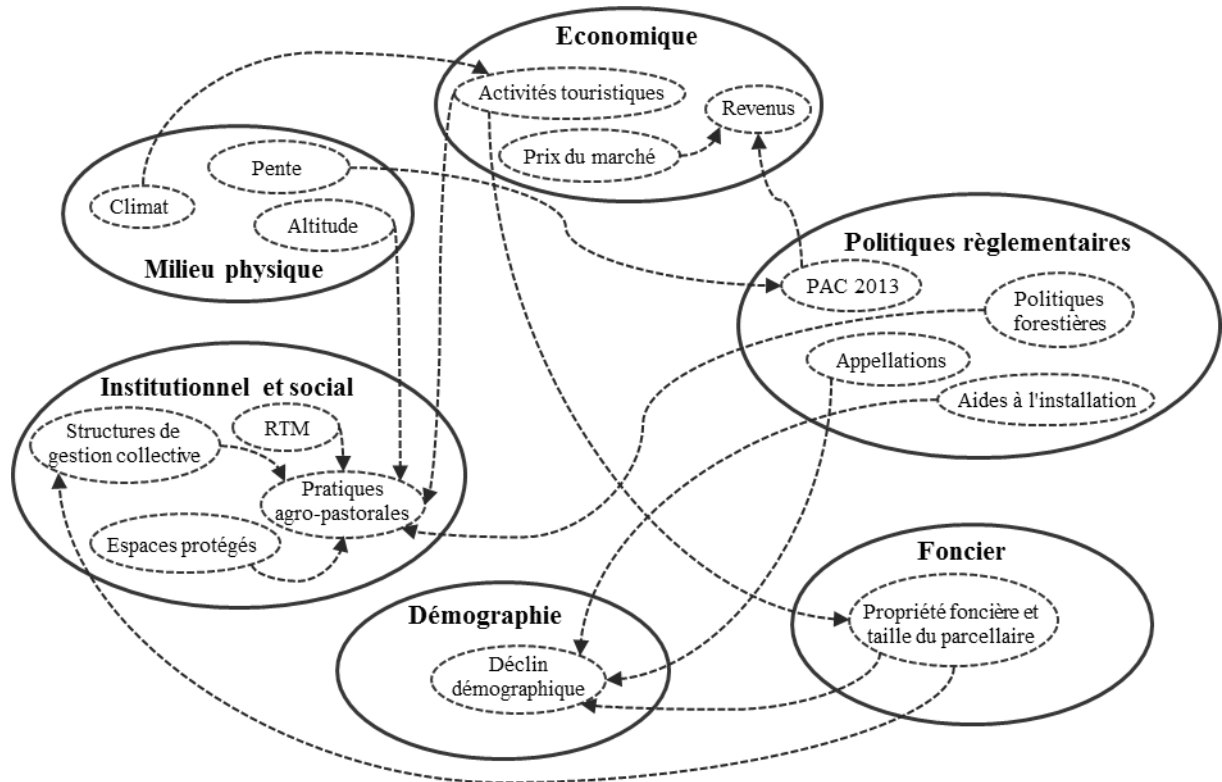 Economique
Activités touristiques
Revenus
Prix du marché
Pente
Climat
Altitude
Milieu physique
Politiques règlementaires
PAC 2013
Politiques
forestières
Appellations
Aides à l'installation
Institutionnel et social
Structures de
gestion collective
RTM
Pratiques
agro-pastorales
Espaces protégés
Foncier
Propriété foncière et
taille du parcellaire
Démographie
Déclin
démographique